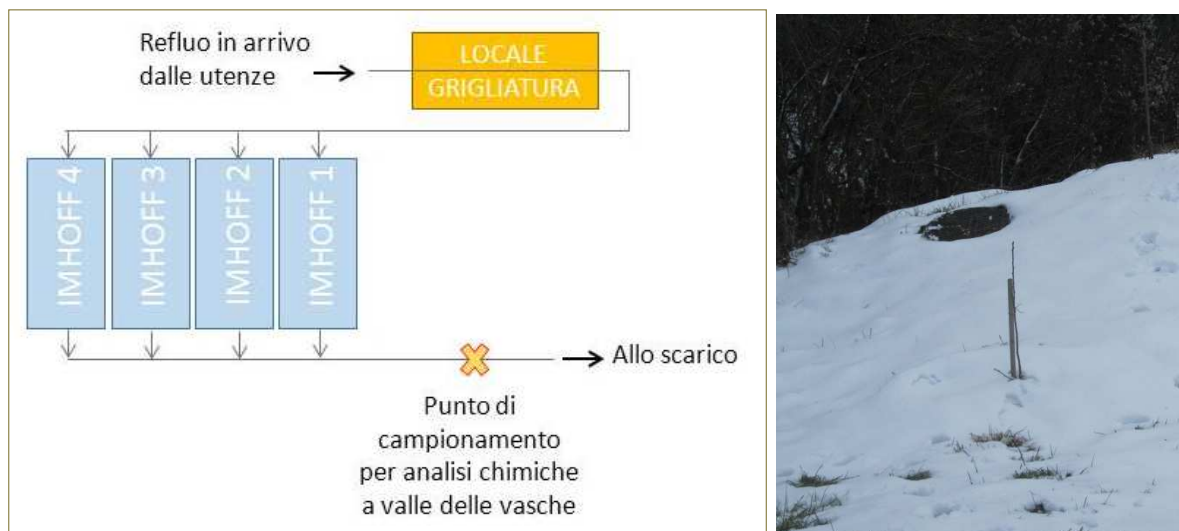 Refluo in arrivo
dalle utenze
LOCALE
GRIGLIATURA
IMHOFF 4
IMHOFF 3
IMHOFF 2
IMHOFF 1
Allo scarico
Punto di
campionamento
per analisi chimiche
a valle delle vasche